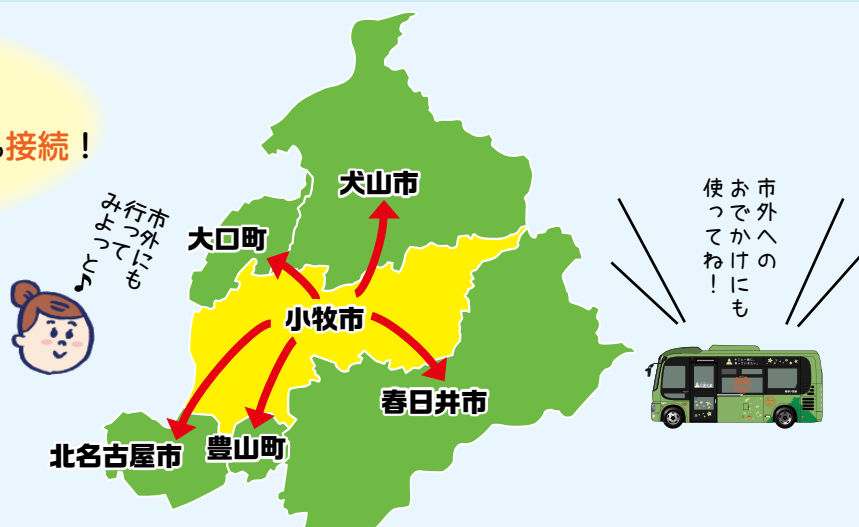 接続！
市外にも
行って
みよっと♪
犬山市
大口町
小牧市
春日井市
豊山町
北名古屋市
市外への
おでかけにも
使ってね！